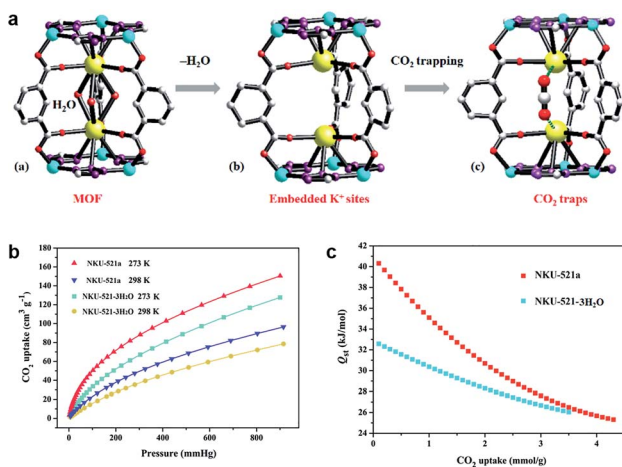 a
–H₂O
CO₂ trapping
H₂O
(a)
(b)
(c)
MOF
Embedded K⁺ sites
CO₂ traps
b
180
160
140
120
100
80
60
40
20
0
CO₂ uptake (cm³ g⁻¹)
NKU-521a 273 K
NKU-521a 298 K
NKU-521-3H₂O 273 K
NKU-521-3H₂O 298 K
0 200 400 600 800
Pressure (mmHg)
c
42
40
38
36
34
32
30
28
26
24
Qst (kJ/mol)
NKU-521a
NKU-521-3H₂O
0 1 2 3 4
CO₂ uptake (mmol/g)